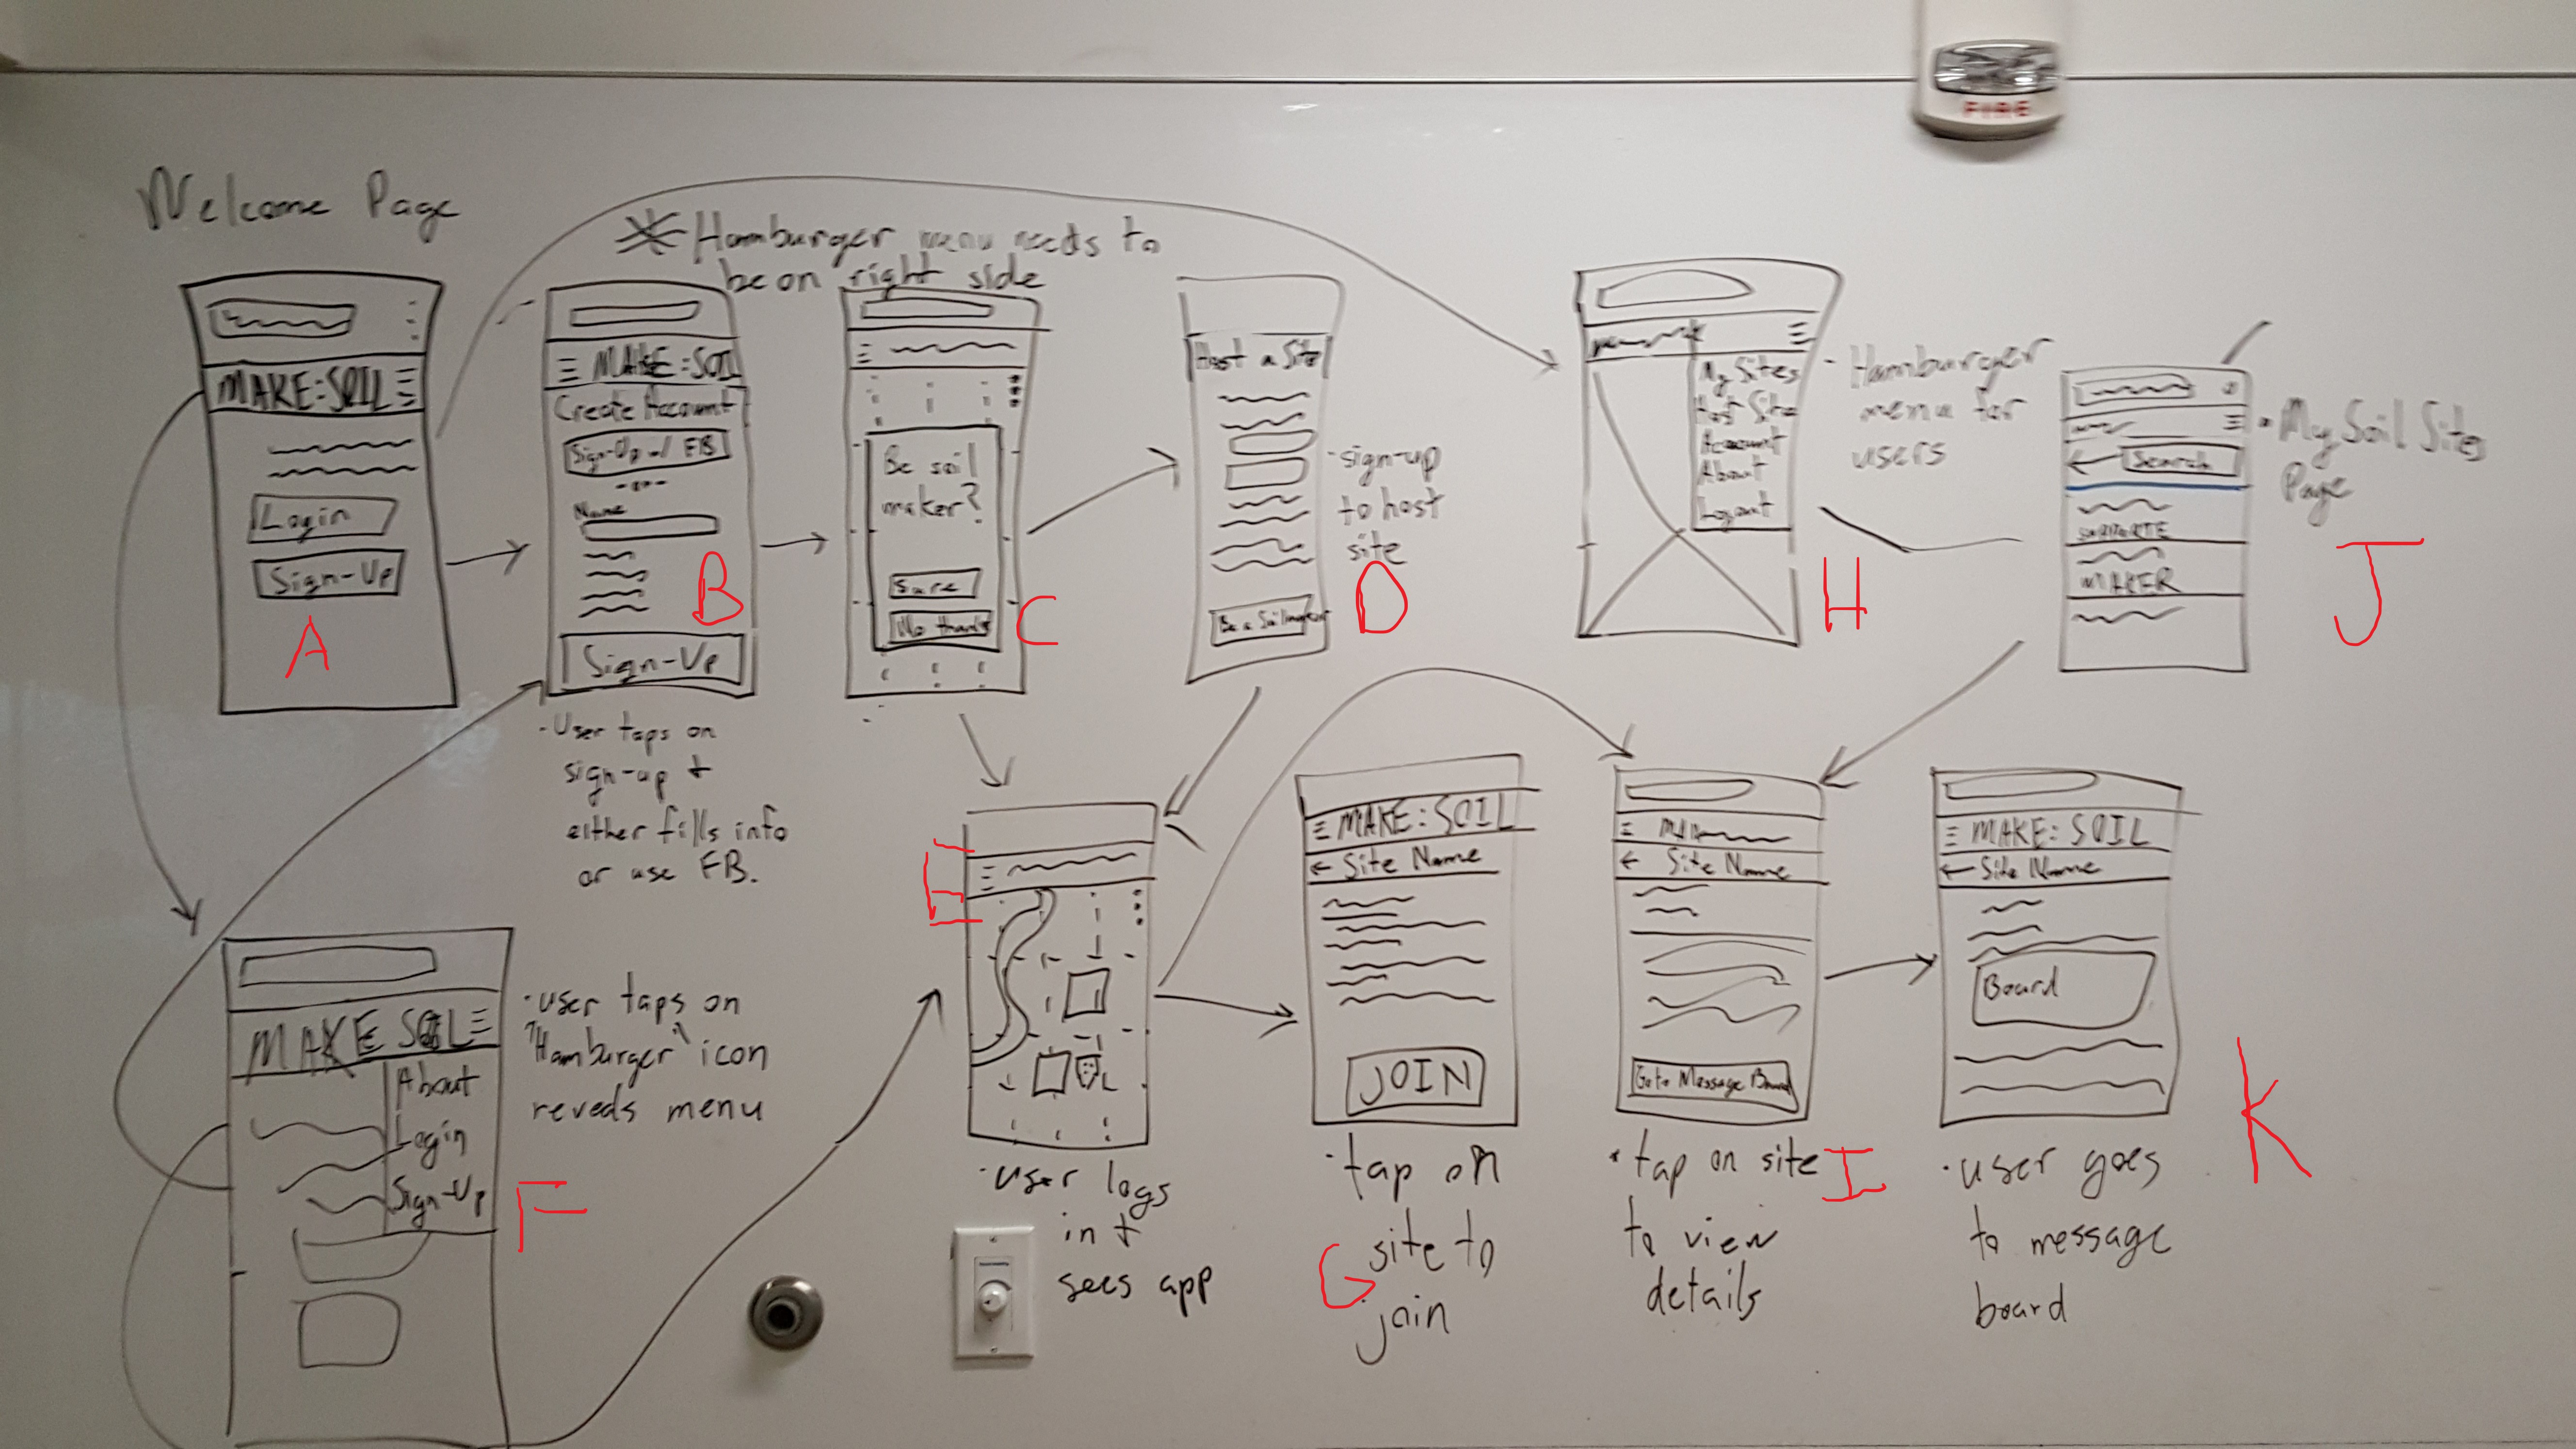 FIRE
Welcome Page
Hamburger menu needs to
be on right side
MAKE:SOIL
Login
Sign-Up
A
MAKE:SOIL
Create Account
Sign-Up w/ FB
-or-
Name
Sign-Up
B
- User taps on
sign-up +
either fills info
or use FB.
Be soil
maker?
Sure
No thanks
C
Host a Site
Be a Soilmaker
- sign-up
to host
site
D
My Sites
Host Site
Account
About
Logout
- Hamburger
menu for
users
H
Search
MAKER
• My Soil Sites
Page
J
MAKE SOIL
About
Login
Sign-Up
F
- user taps on
"Hamburger" icon
reveals menu
E
- user logs
in +
sees app
MAKE:SOIL
← Site Name
JOIN
- tap on
site to
join
G
← Site Name
Go to Message Board
• tap on site
to view
details
I
MAKE:SOIL
← Site Name
Board
- user goes
to message
board
K